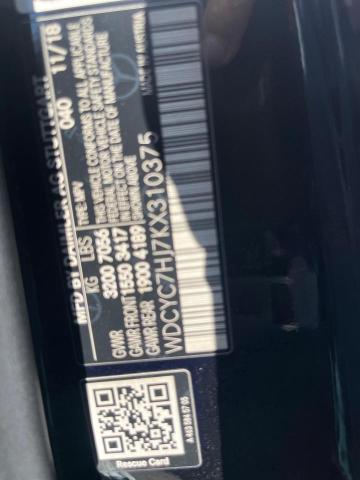 MFD BY DAIMLER AG STUTTGART
TYPE: MPV 040 11/18
KG LBS
GVWR 3200 7056
GAWR FRONT 1550 3417
GAWR REAR 1900 4189
THIS VEHICLE CONFORMS TO ALL APPLICABLE
U.S. FEDERAL MOTOR VEHICLE SAFETY STANDARDS
IN EFFECT ON THE DATE OF MANUFACTURE
SHOWN ABOVE.
WDCYC7HJ7KX310375
MADE IN
Rescue Card